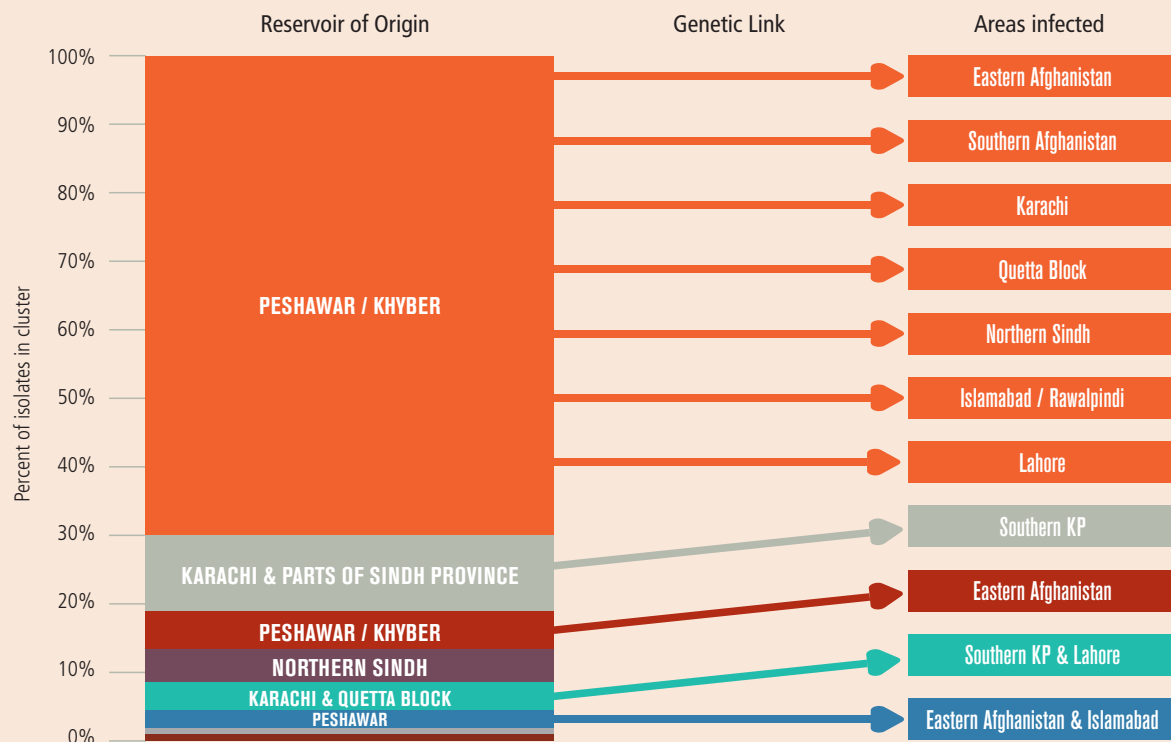 Reservoir of Origin
Genetic Link
Areas infected
Percent of isolates in cluster
100%
90%
80%
70%
60%
50%
40%
30%
20%
10%
0%
PESHAWAR / KHYBER
KARACHI & PARTS OF SINDH PROVINCE
PESHAWAR / KHYBER
NORTHERN SINDH
KARACHI & QUETTA BLOCK
PESHAWAR
Eastern Afghanistan
Southern Afghanistan
Karachi
Quetta Block
Northern Sindh
Islamabad / Rawalpindi
Lahore
Southern KP
Eastern Afghanistan
Southern KP & Lahore
Eastern Afghanistan & Islamabad